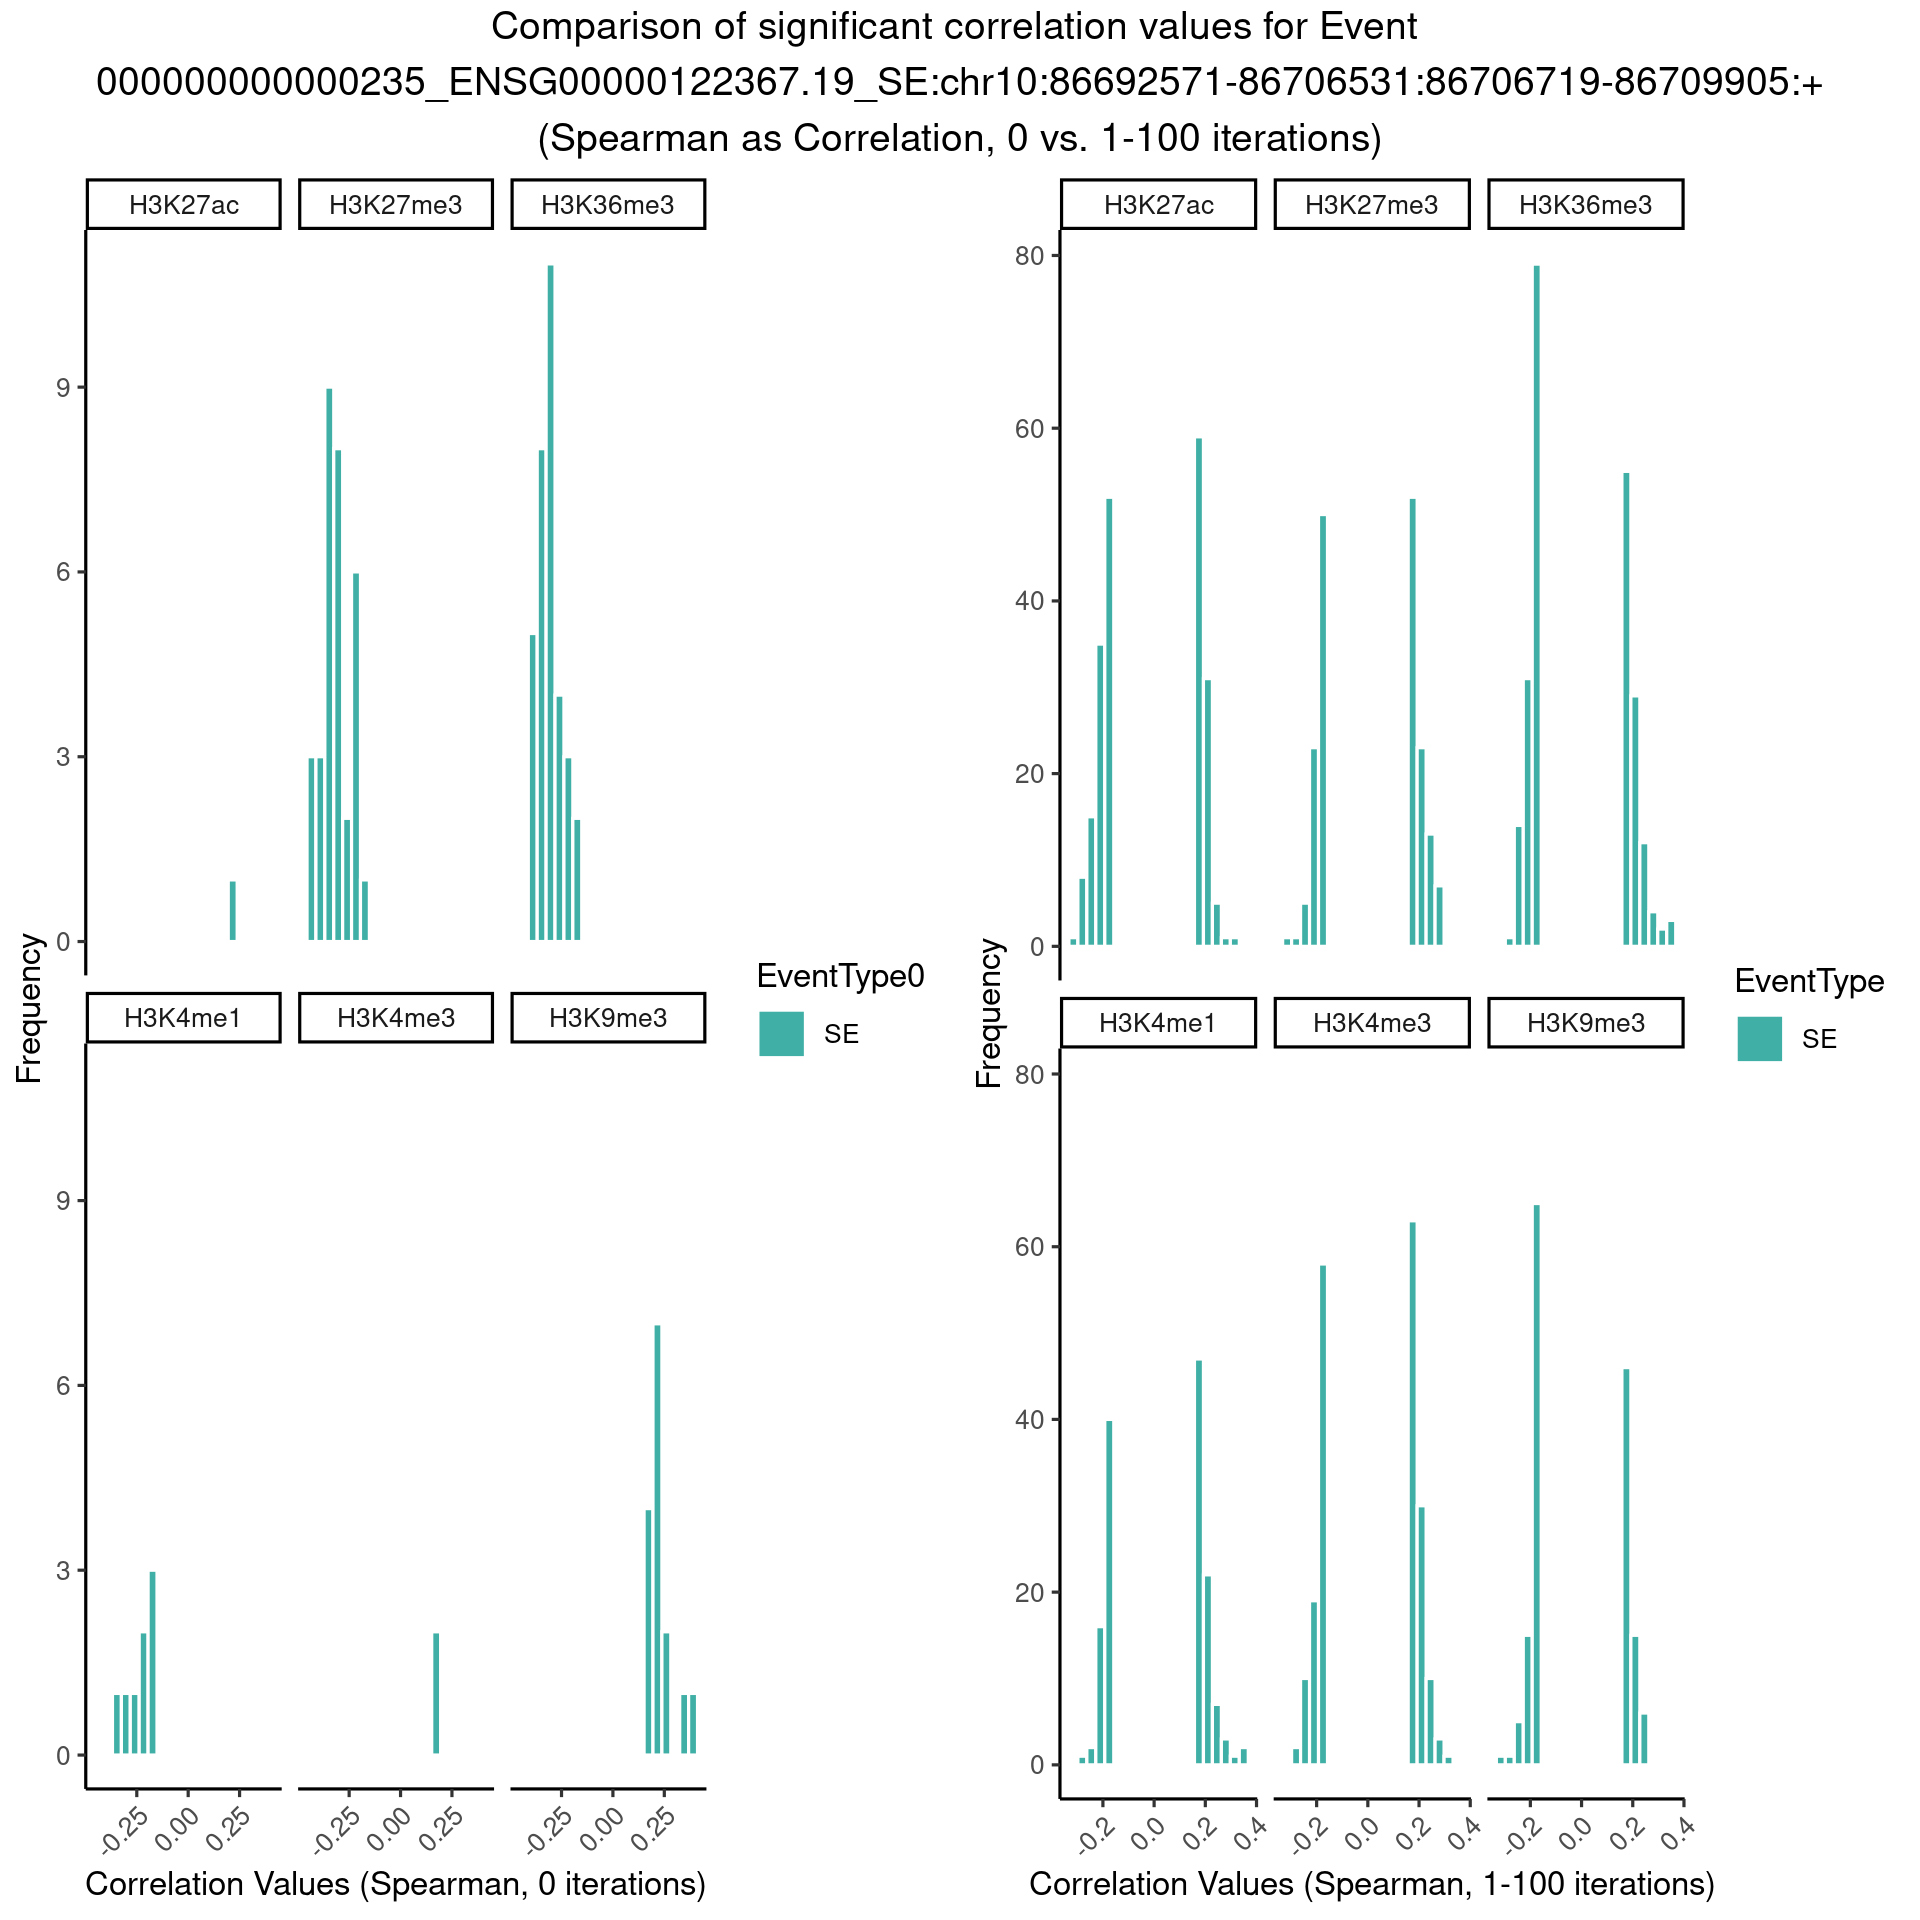 Comparison of significant correlation values for Event
000000000000235_ENSG00000122367.19_SE:chr10:86692571-86706531:86706719-86709905:+
(Spearman as Correlation, 0 vs. 1-100 iterations)
H3K27ac H3K27me3 H3K36me3
9
6
3
0
H3K4me1 H3K4me3 H3K9me3
9
6
3
0
-0.25 0.00 0.25 -0.25 0.00 0.25 -0.25 0.00 0.25
Frequency
Correlation Values (Spearman, 0 iterations)
EventType0
SE
H3K27ac H3K27me3 H3K36me3
80
60
40
20
0
H3K4me1 H3K4me3 H3K9me3
80
60
40
20
0
-0.2 0.0 0.2 0.4 -0.2 0.0 0.2 0.4 -0.2 0.0 0.2 0.4
Frequency
Correlation Values (Spearman, 1-100 iterations)
EventType
SE